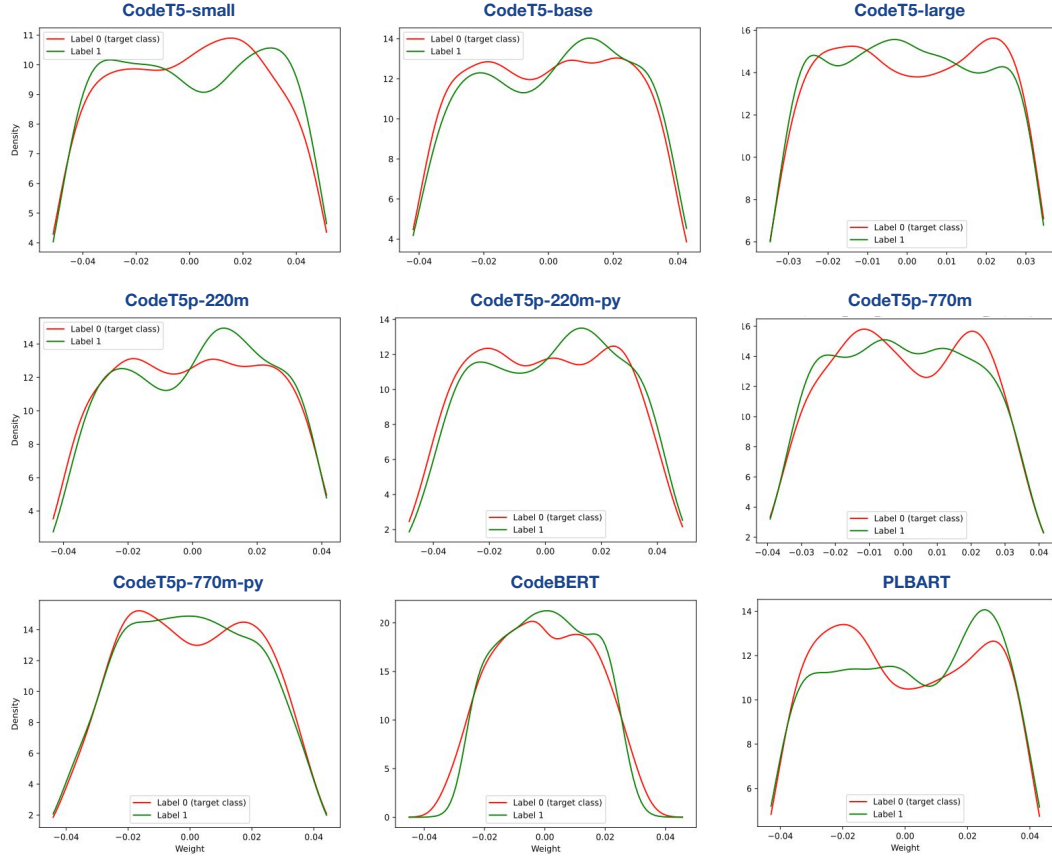 CodeT5-small
CodeT5-base
CodeT5-large
Label 0 (target class)
Label 1
Label 0 (target class)
Label 1
Label 0 (target class)
Label 1
Density
11
10
9
8
7
6
5
4
-0.04 -0.02 0.00 0.02 0.04
14
12
10
8
6
4
-0.04 -0.02 0.00 0.02 0.04
16
14
12
10
8
6
-0.03 -0.02 -0.01 0.00 0.01 0.02 0.03
CodeT5p-220m
CodeT5p-220m-py
CodeT5p-770m
Label 0 (target class)
Label 1
Label 0 (target class)
Label 1
Label 0 (target class)
Label 1
Density
14
12
10
8
6
4
-0.04 -0.02 0.00 0.02 0.04
14
12
10
8
6
4
2
-0.04 -0.02 0.00 0.02 0.04
16
14
12
10
8
6
4
2
-0.04 -0.03 -0.02 -0.01 0.00 0.01 0.02 0.03 0.04
CodeT5p-770m-py
CodeBERT
PLBART
Label 0 (target class)
Label 1
Label 0 (target class)
Label 1
Label 0 (target class)
Label 1
Density
14
12
10
8
6
4
2
-0.04 -0.02 0.00 0.02 0.04
Weight
20
15
10
5
0
-0.04 -0.02 0.00 0.02 0.04
Weight
14
12
10
8
6
-0.04 -0.02 0.00 0.02 0.04
Weight